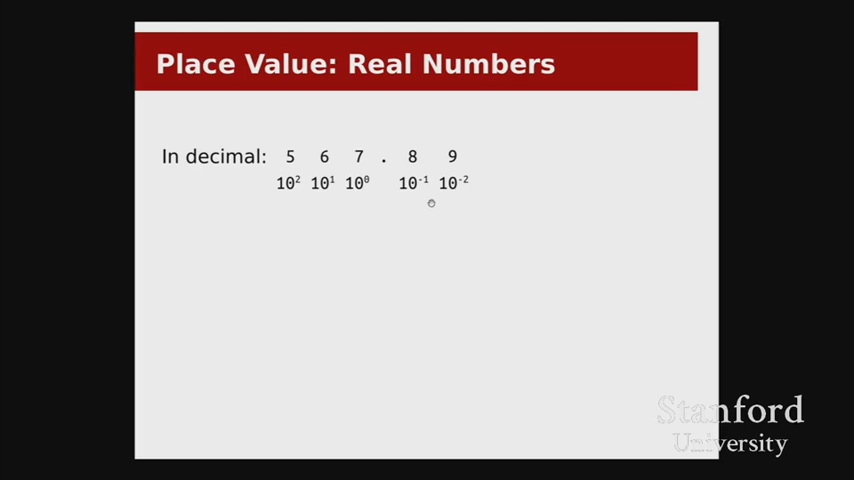 Place Value: Real Numbers
In decimal: 5 6 7 . 8 9
10² 10¹ 10⁰ 10⁻¹ 10⁻²
Stanford
University